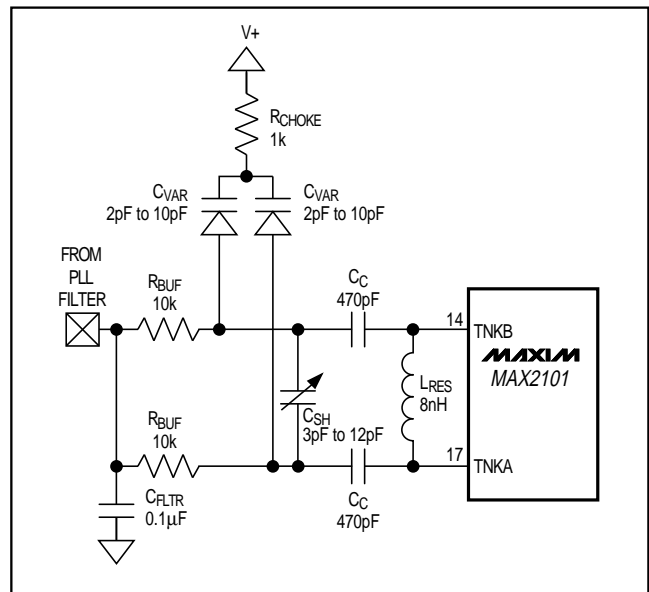 V+
RCHOKE
1k
CVAR
2pF to 10pF
CVAR
2pF to 10pF
FROM
PLL
FILTER
RBUF
10k
CC
470pF
14
TNKB
MAXIM
MAX2101
LRES
8nH
CSH
3pF to 12pF
RBUF
10k
17
TNKA
CC
470pF
CFLTR
0.1µF